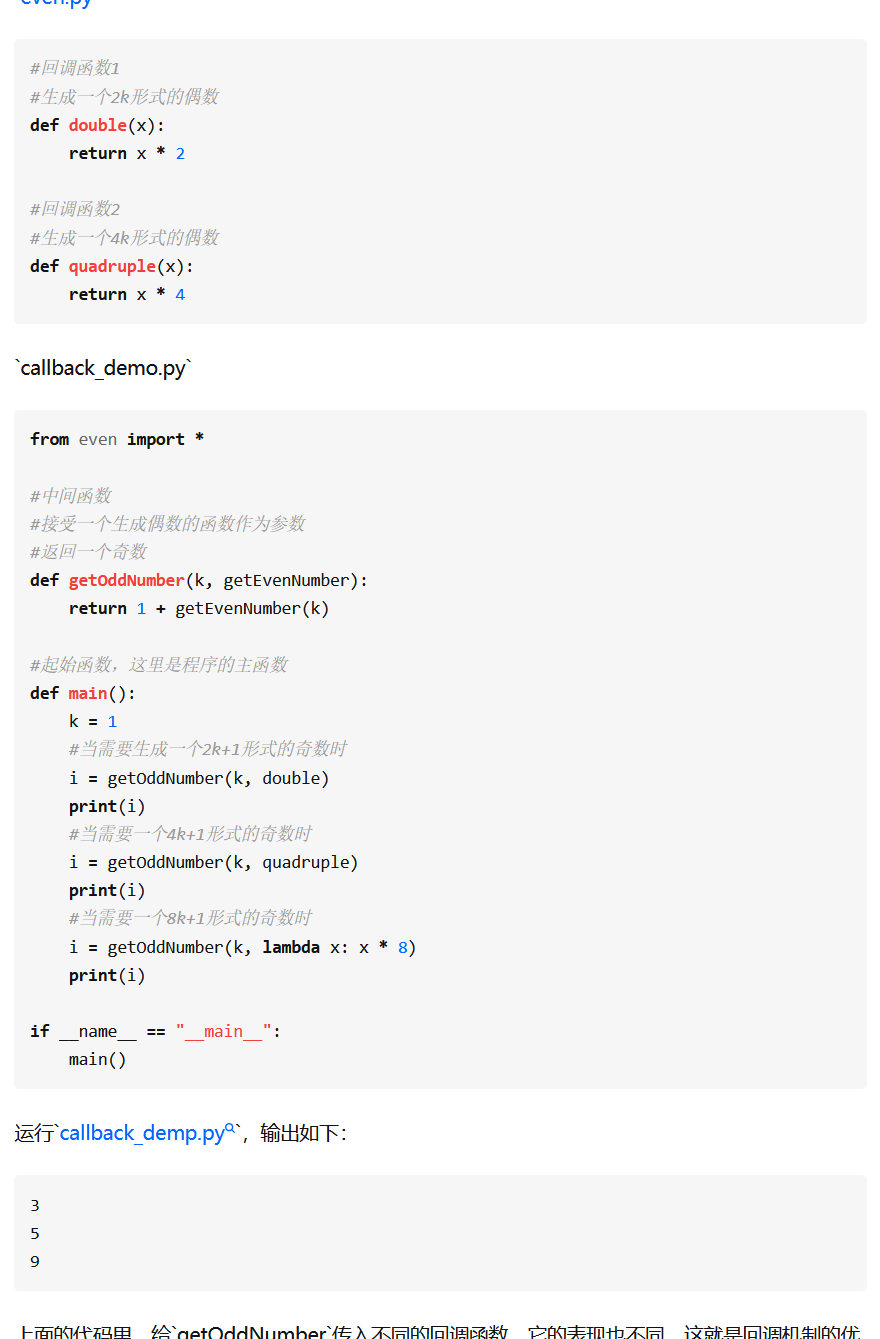 even.py
#回调函数1
#生成一个2k形式的偶数
def double(x):
    return x * 2
#回调函数2
#生成一个4k形式的偶数
def quadruple(x):
    return x * 4
`callback_demo.py`
from even import *
#中间函数
#接受一个生成偶数的函数作为参数
#返回一个奇数
def getOddNumber(k, getEvenNumber):
    return 1 + getEvenNumber(k)
#起始函数，这里是程序的主函数
def main():
    k = 1
    #当需要生成一个2k+1形式的奇数时
    i = getOddNumber(k, double)
    print(i)
    #当需要一个4k+1形式的奇数时
    i = getOddNumber(k, quadruple)
    print(i)
    #当需要一个8k+1形式的奇数时
    i = getOddNumber(k, lambda x: x * 8)
    print(i)
if __name__ == "__main__":
    main()
运行`callback_demp.py`，输出如下：
3
5
9
上面的代码里，给`getOddNumber`传入不同的回调函数，它的表现也不同，这就是回调机制的优